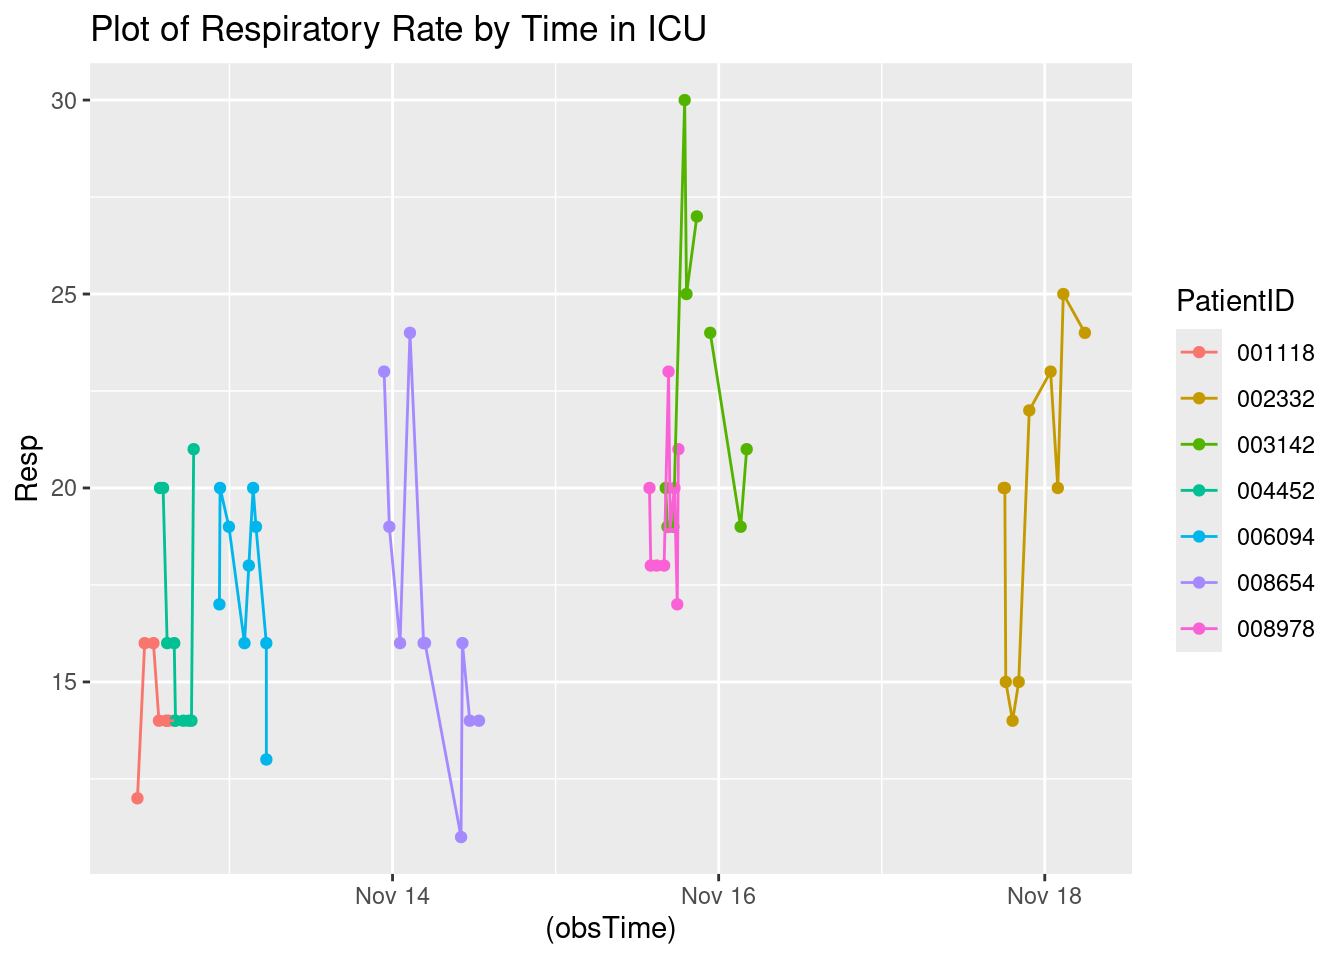 Plot of Respiratory Rate by Time in ICU
30
25
20
15
Resp
Nov 14
Nov 16
Nov 18
(obsTime)
PatientID
001118
002332
003142
004452
006094
008654
008978